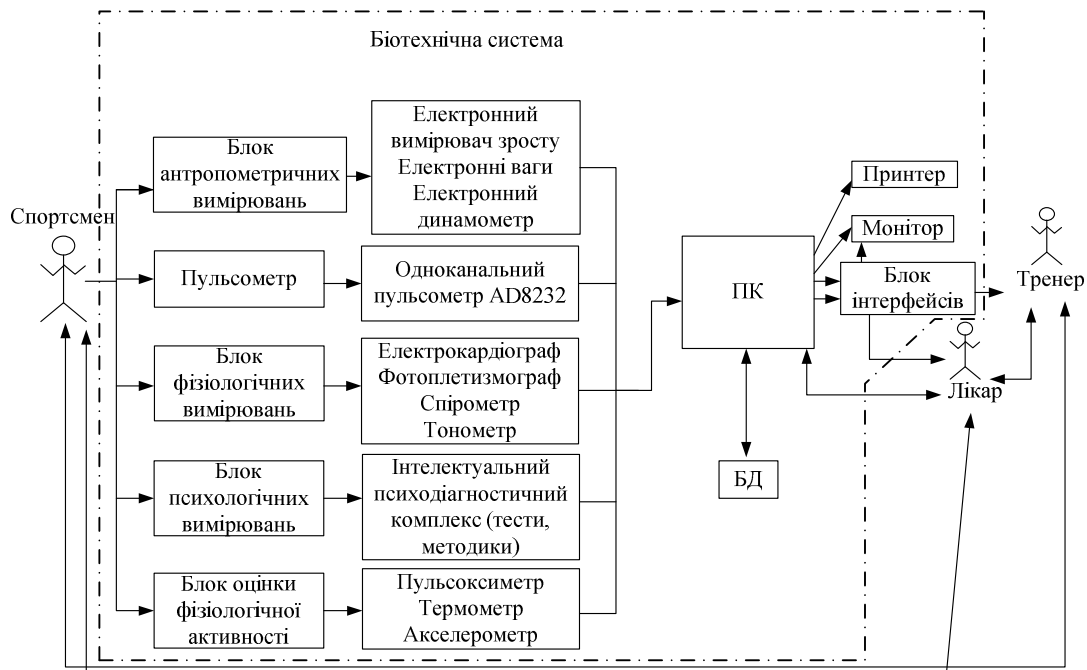 Біотехнічна система
Спортсмен
Блок
антропометричних
вимірювань
Електронний
вимірювач зросту
Електронні ваги
Електронний
динамометр
Пульсометр
Одноканальний
пульсометр AD8232
Блок
фізіологічних
вимірювань
Електрокардіограф
Фотоплетизмограф
Спірометр
Тонометр
Блок
психологічних
вимірювань
Інтелектуальний
психодіагностичний
комплекс (тести,
методики)
Блок оцінки
фізіологічної
активності
Пульсоксиметр
Термометр
Акселерометр
ПК
БД
Принтер
Монітор
Блок
інтерфейсів
Тренер
Лікар